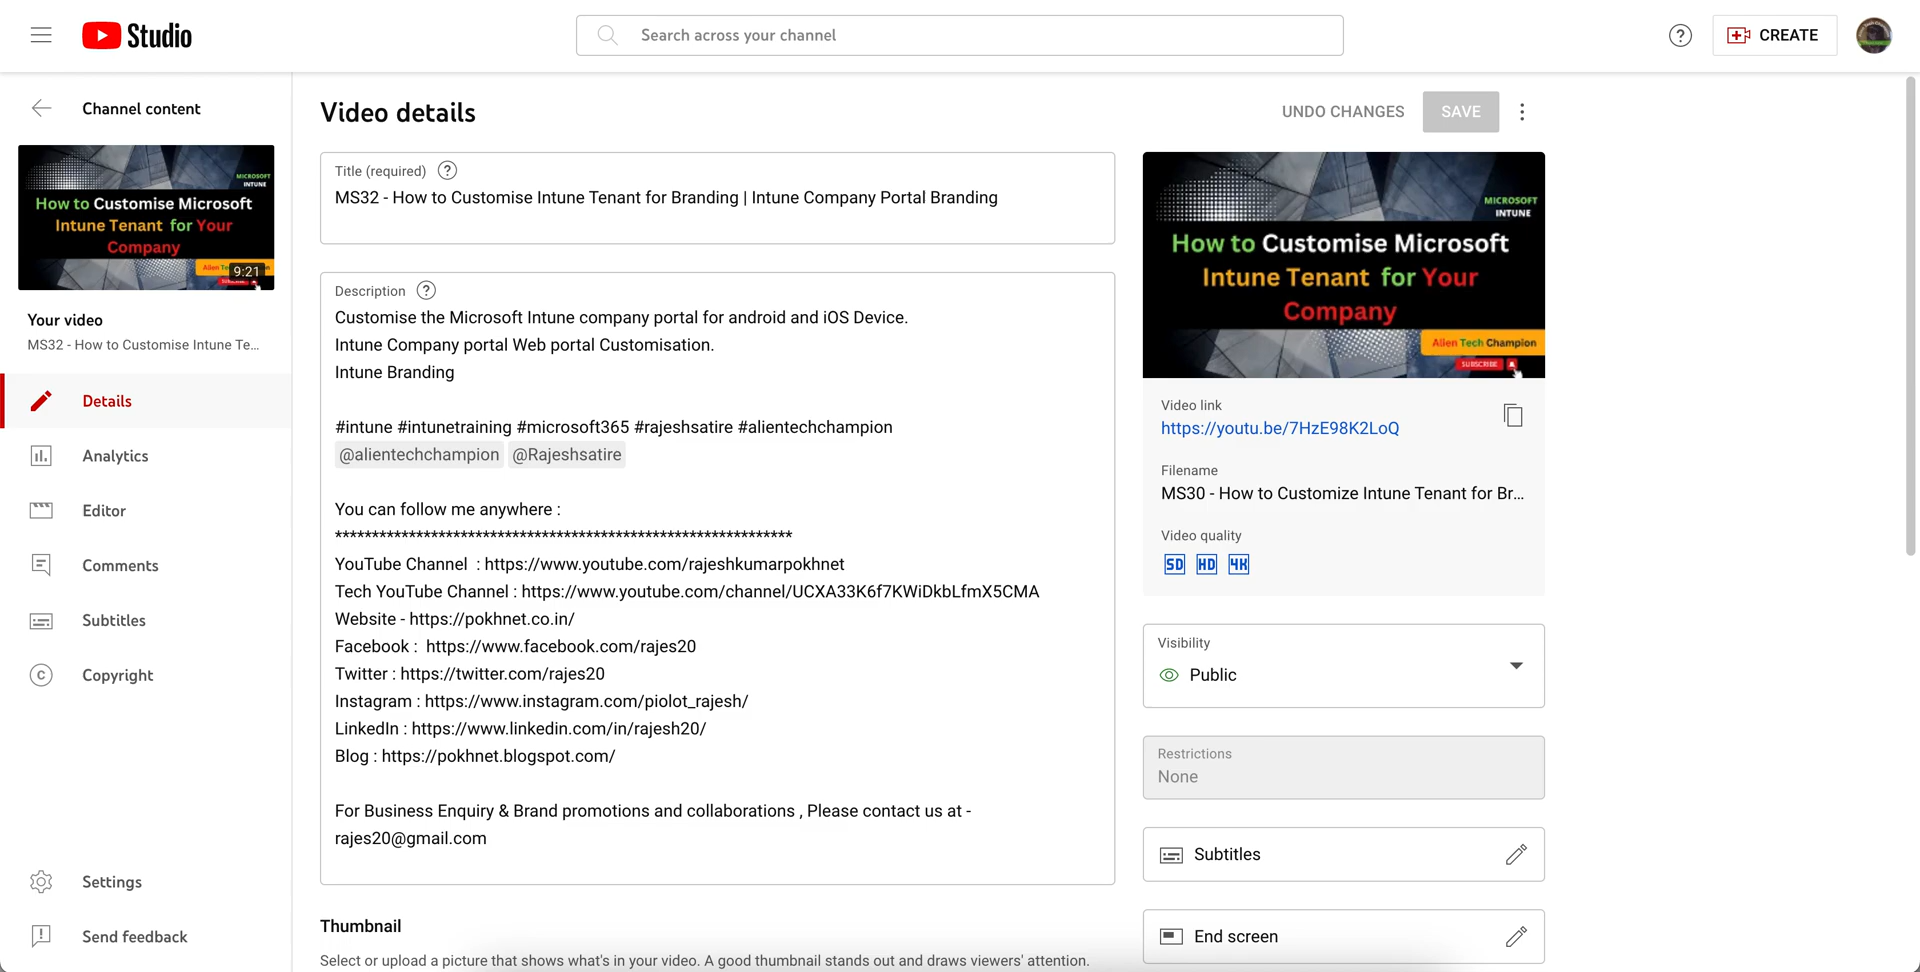 Studio
Search across your channel
CREATE
Channel content
MICROSOFT
INTUNE
How to Customise Microsoft
Intune Tenant for Your
Company
9:21
Your video
MS32 - How to Customise Intune Te...
Details
Analytics
Editor
Comments
Subtitles
Copyright
Settings
Send feedback
Video details
UNDO CHANGES
SAVE
Title (required)
MS32 - How to Customise Intune Tenant for Branding | Intune Company Portal Branding
Description
Customise the Microsoft Intune company portal for android and iOS Device.
Intune Company portal Web portal Customisation.
Intune Branding
#intune #intunetraining #microsoft365 #rajeshsatire #alientechchampion
@alientechchampion @Rajeshsatire
You can follow me anywhere :
**************************************************************
YouTube Channel  : https://www.youtube.com/rajeshkumarpokhnet
Tech YouTube Channel : https://www.youtube.com/channel/UCXA33K6f7KWiDkbLfmX5CMA
Website - https://pokhnet.co.in/
Facebook :  https://www.facebook.com/rajes20
Twitter : https://twitter.com/rajes20
Instagram : https://www.instagram.com/piolot_rajesh/
LinkedIn : https://www.linkedin.com/in/rajesh20/
Blog : https://pokhnet.blogspot.com/
For Business Enquiry & Brand promotions and collaborations , Please contact us at -
rajes20@gmail.com
Thumbnail
Select or upload a picture that shows what's in your video. A good thumbnail stands out and draws viewers' attention.
MICROSOFT
INTUNE
How to Customise Microsoft
Intune Tenant for Your
Company
Alien Tech Champion
SUBSCRIBE
Video link
https://youtu.be/7HzE98K2LoQ
Filename
MS30 - How to Customize Intune Tenant for Br...
Video quality
SD HD 4K
Visibility
Public
Restrictions
None
Subtitles
End screen